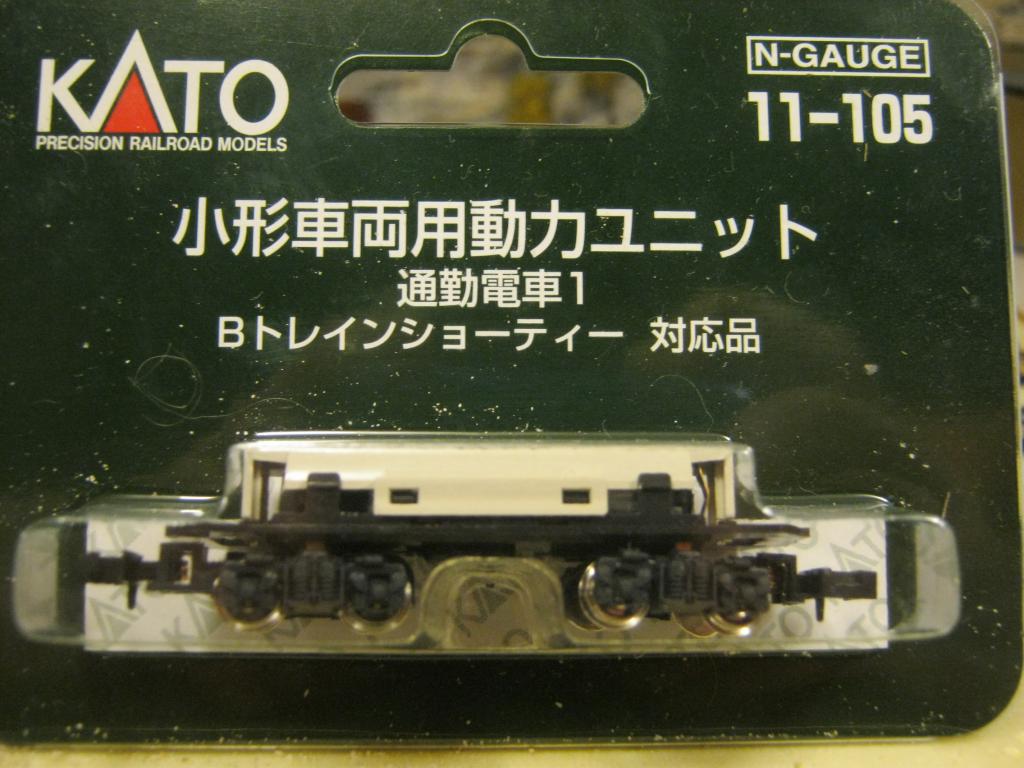 KATO
PRECISION RAILROAD MODELS
N-GAUGE
11-105
小形車両用動力ユニット
通勤電車1
Bトレインショーティー 対応品
KATO